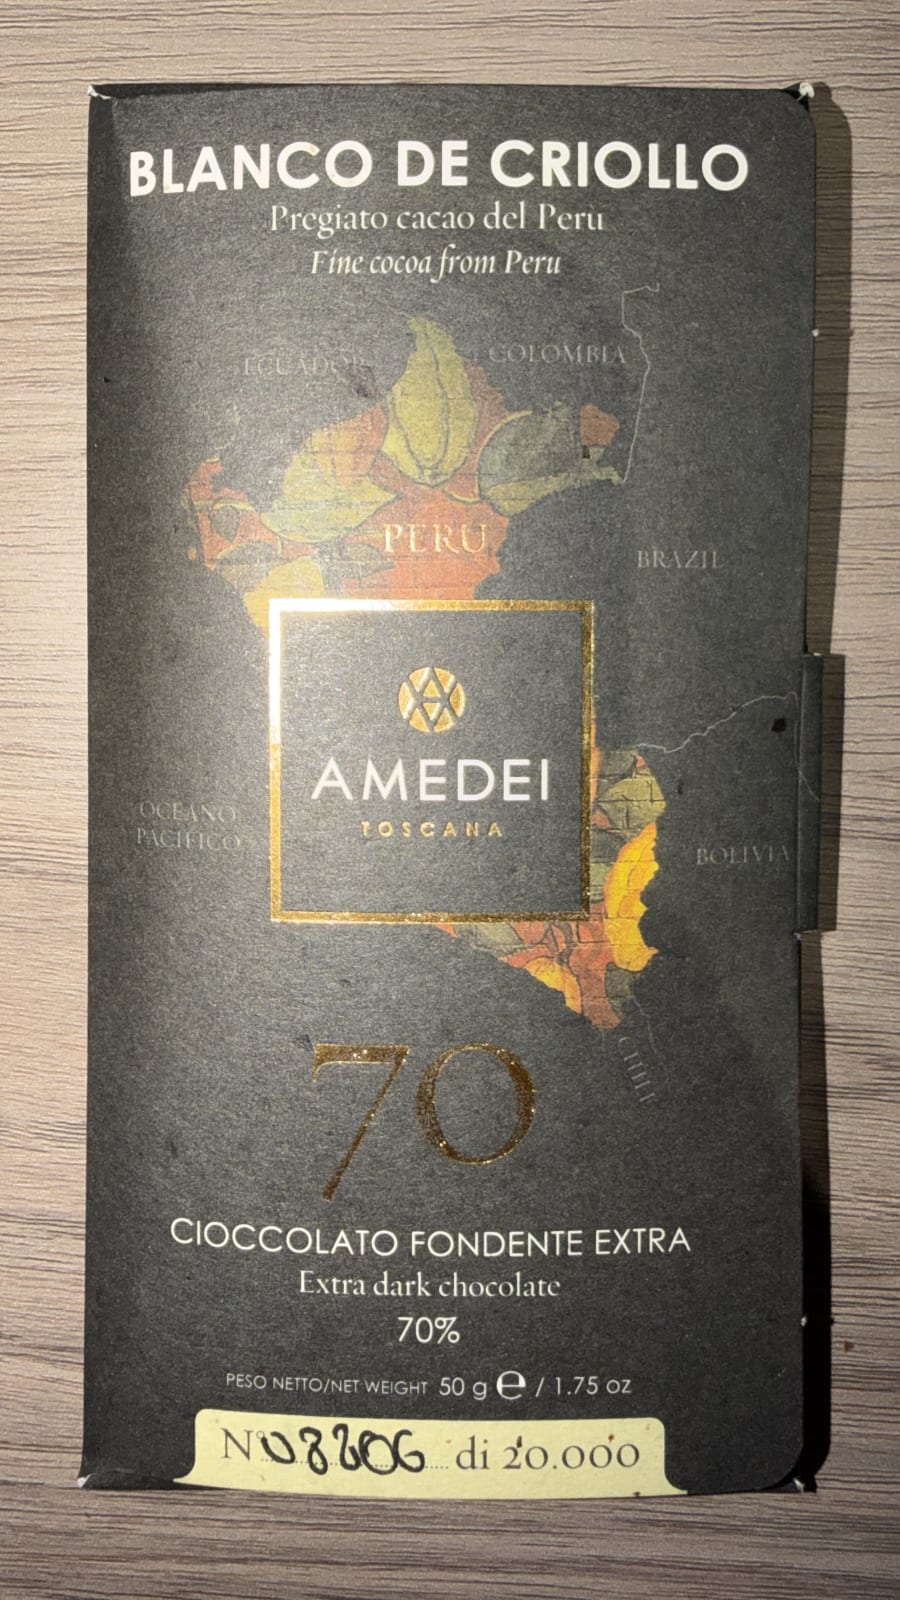 BLANCO DE CRIOLLO
Pregiato cacao del Perù
Fine cocoa from Peru
ECUADOR
COLOMBIA
PERU
BRAZIL
AMEDEI
TOSCANA
OCEANO
PACIFICO
BOLIVIA
CHILI
70
CIOCCOLATO FONDENTE EXTRA
Extra dark chocolate
70%
PESO NETTO/NET WEIGHT 50 g ℮ / 1.75 oz
N° 08206 di 20.000